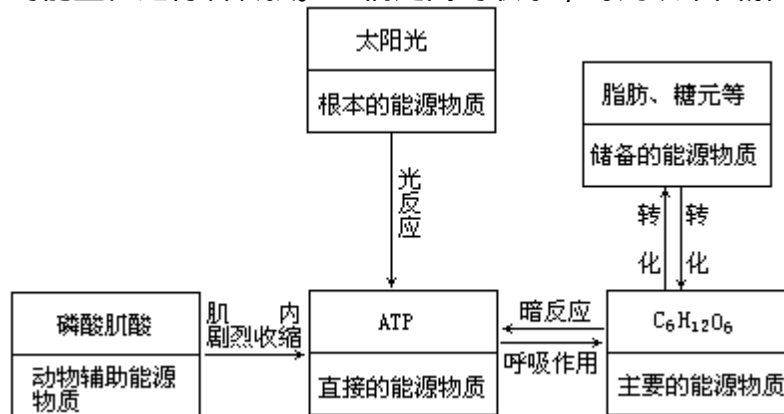 太阳光
根本的能源物质
脂肪、糖元等
储备的能源物质
光反应
转化
转化
磷酸肌酸
动物辅助能源
物质
肌 内
剧烈收缩
ATP
直接的能源物质
暗反应
呼吸作用
C₆H₁₂O₆
主要的能源物质